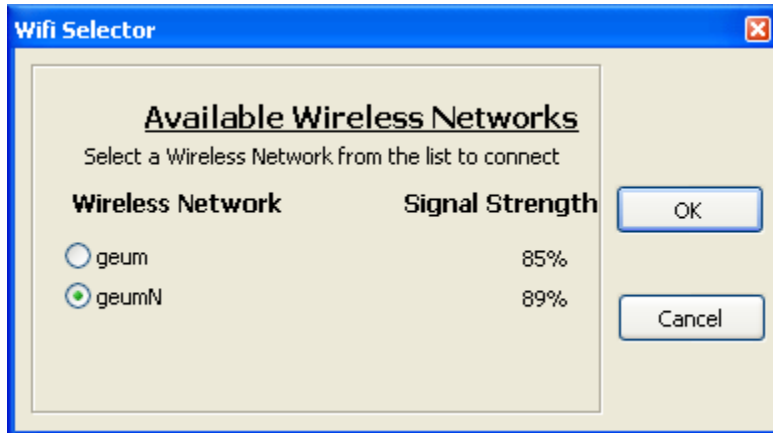 Wifi Selector
Available Wireless Networks
Select a Wireless Network from the list to connect
Wireless Network Signal Strength
geum 85%
geumN 89%
OK
Cancel